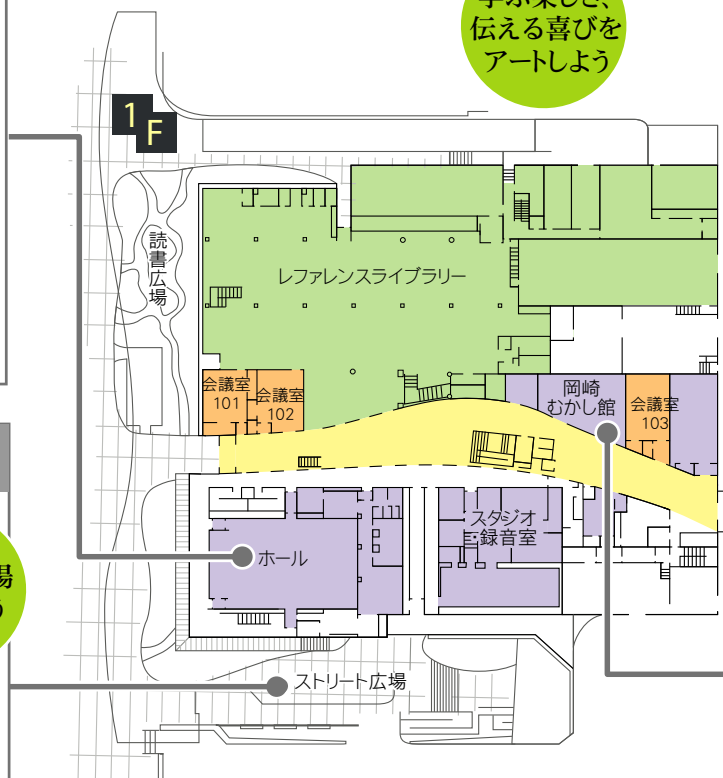 伝える喜びを
アートしよう
1F
読書広場
レファレンスライブラリー
会議室
101
会議室
102
岡崎
むかし館
会議室
103
スタジオ
・録音室
ホール
ストリート広場
場